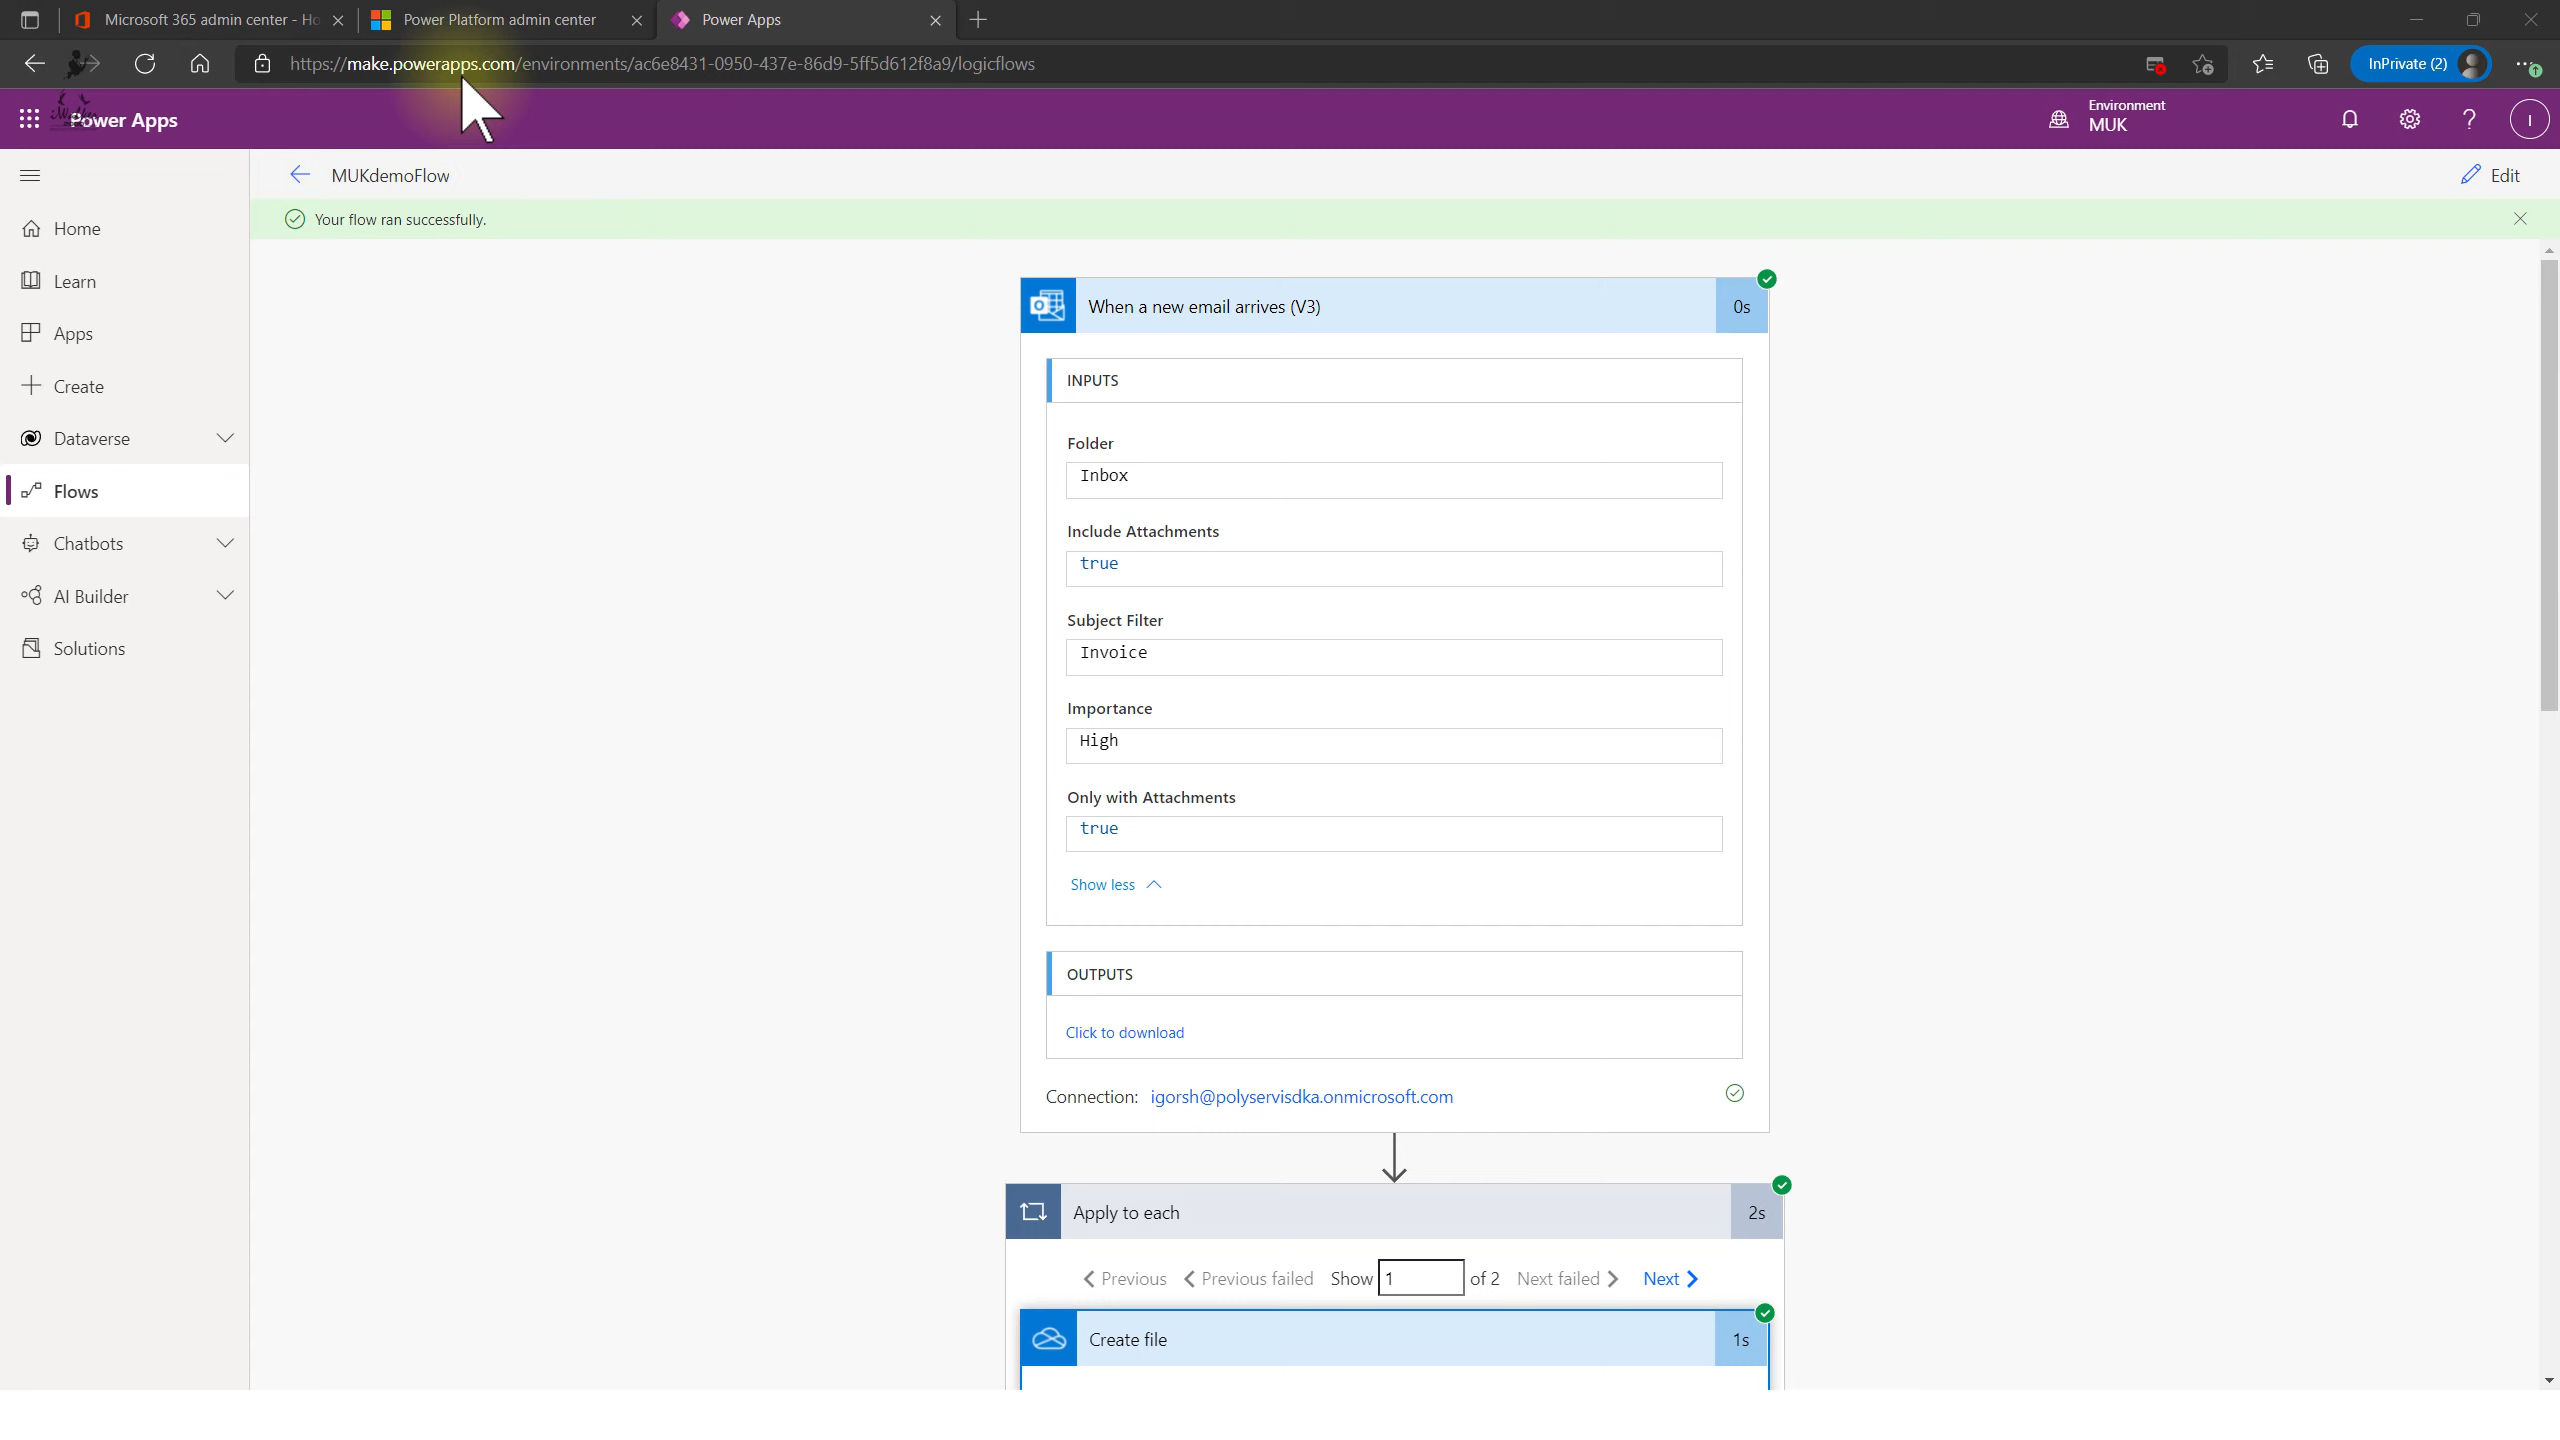 Microsoft 365 admin center - Ho
Power Platform admin center
Power Apps
https://make.powerapps.com/environments/ac6e8431-0950-437e-86d9-5ff5d612f8a9/logicflows
InPrivate (2)
Power Apps
Environment
MUK
?
I
MUKdemoFlow
Edit
Your flow ran successfully.
Home
Learn
Apps
Create
Dataverse
Flows
Chatbots
AI Builder
Solutions
When a new email arrives (V3)
0s
INPUTS
Folder
Inbox
Include Attachments
true
Subject Filter
Invoice
Importance
High
Only with Attachments
true
Show less
OUTPUTS
Click to download
Connection: igorsh@polyservisdka.onmicrosoft.com
Apply to each
2s
Previous Previous failed Show 1 of 2 Next failed Next
Create file
1s